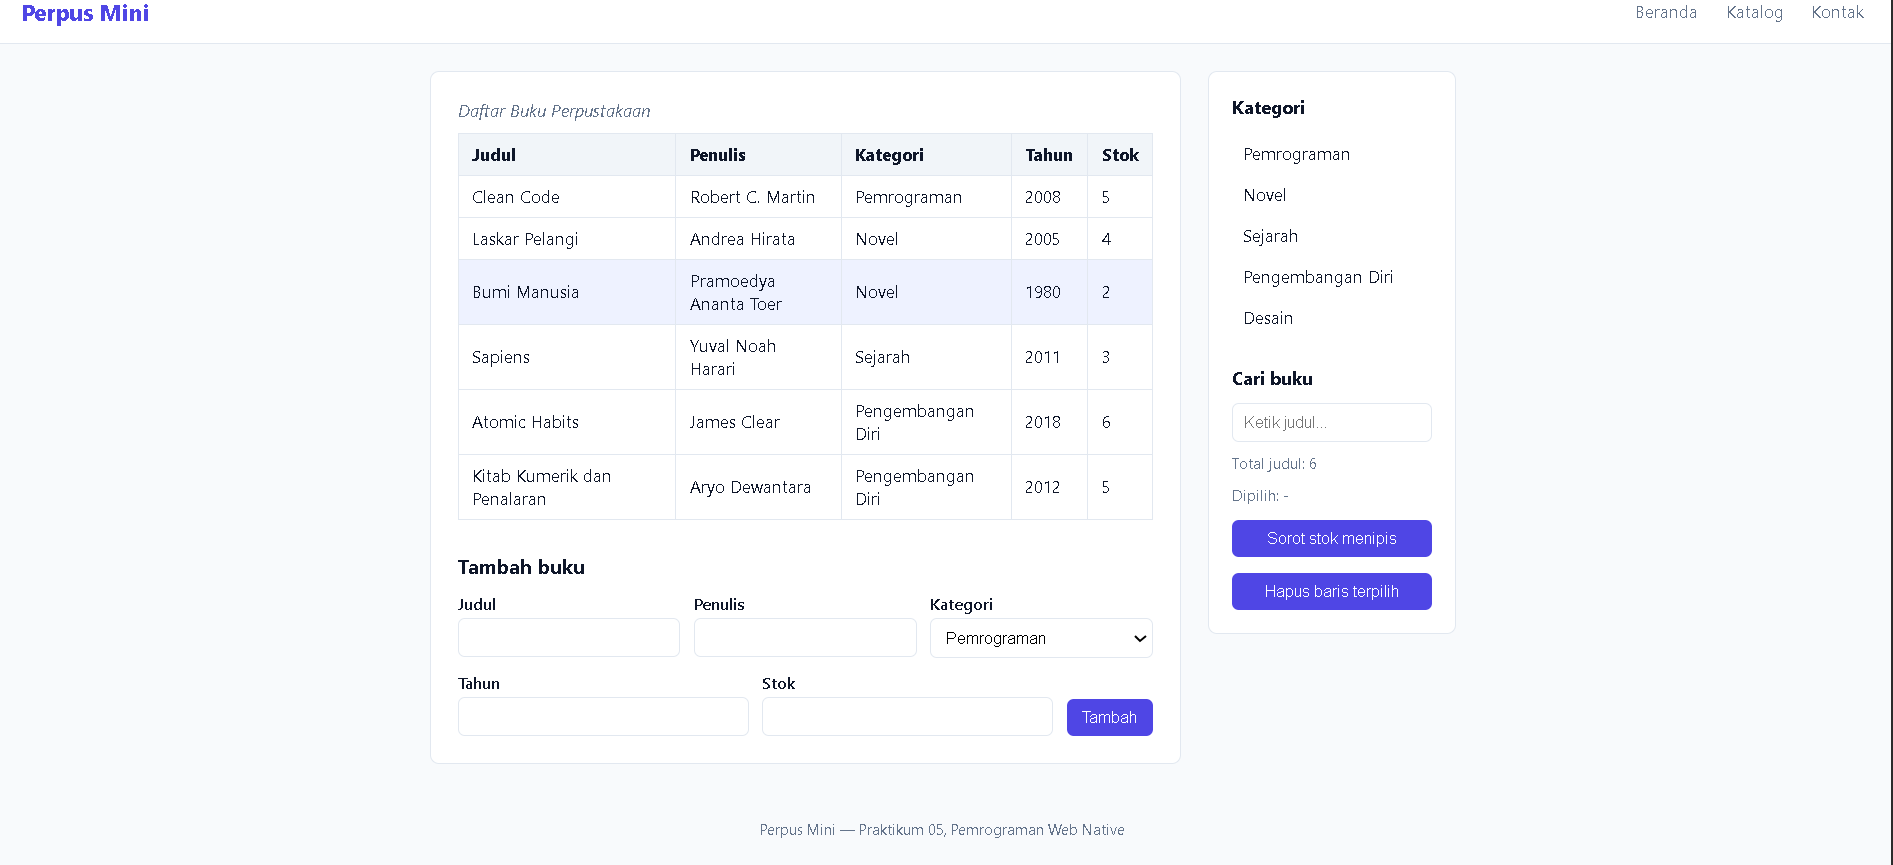 Perpus Mini
Beranda Katalog Kontak
Daftar Buku Perpustakaan
Judul Penulis Kategori Tahun Stok
Clean Code Robert C. Martin Pemrograman 2008 5
Laskar Pelangi Andrea Hirata Novel 2005 4
Bumi Manusia Pramoedya Ananta Toer Novel 1980 2
Sapiens Yuval Noah Harari Sejarah 2011 3
Atomic Habits James Clear Pengembangan Diri 2018 6
Kitab Kumerik dan Penalaran Aryo Dewantara Pengembangan Diri 2012 5
Tambah buku
Judul Penulis Kategori
Pemrograman
Tahun Stok
Tambah
Kategori
Pemrograman
Novel
Sejarah
Pengembangan Diri
Desain
Cari buku
Ketik judul...
Total judul: 6
Dipilih: -
Sorot stok menipis
Hapus baris terpilih
Perpus Mini — Praktikum 05, Pemrograman Web Native